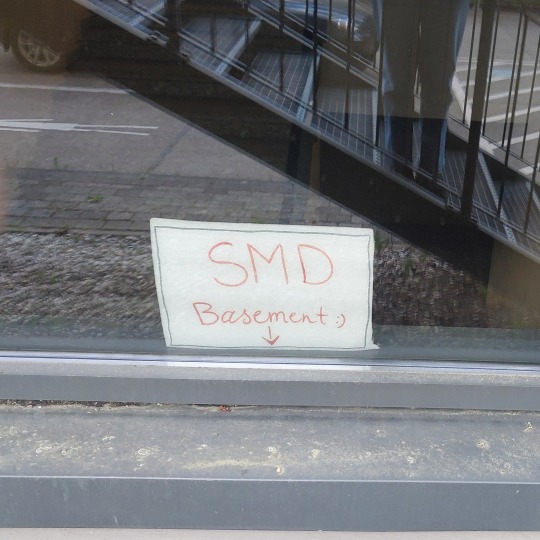 SMD
Basement :)
↓